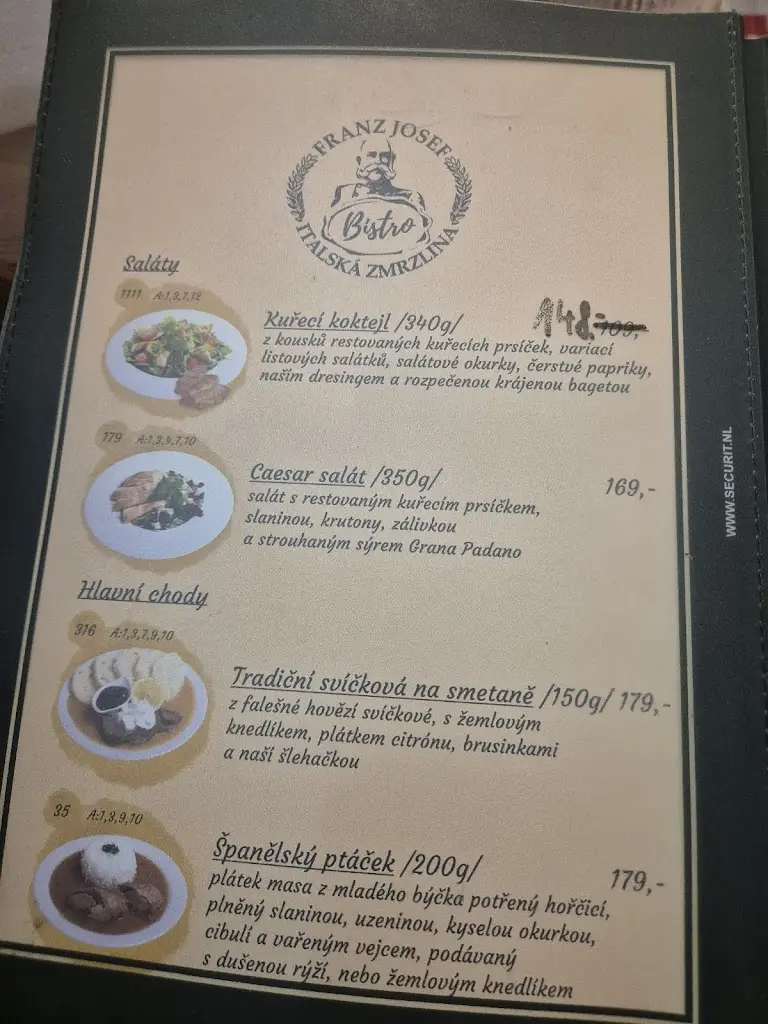 FRANZ JOSEF
Bistro
ITALSKÁ ZMRZLINA
Saláty
1111 A:1,3,7,12
Kuřecí koktejl /340g/ 148,- 109,-
z kousků restovaných kuřecích prsíček, variací
listových salátků, salátové okurky, čerstvé papriky,
naším dresingem a rozpečenou krájenou bagetou
179 A:1,3,9,7,10
Caesar salát /350g/ 169,-
salát s restovaným kuřecím prsíčkem,
slaninou, krutony, zálivkou
a strouhaným sýrem Grana Padano
Hlavní chody
316 A:1,3,7,9,10
Tradiční svíčková na smetaně /150g/ 179,-
z falešné hovězí svíčkové, s žemlovým
knedlíkem, plátkem citrónu, brusinkami
a naší šlehačkou
35 A:1,3,9,10
Španělský ptáček /200g/ 179,-
plátek masa z mladého býčka potřený hořčicí,
plněný slaninou, uzeninou, kyselou okurkou,
cibulí a vařeným vejcem, podávaný
s dušenou rýží, nebo žemlovým knedlíkem
WWW.SECURIT.NL